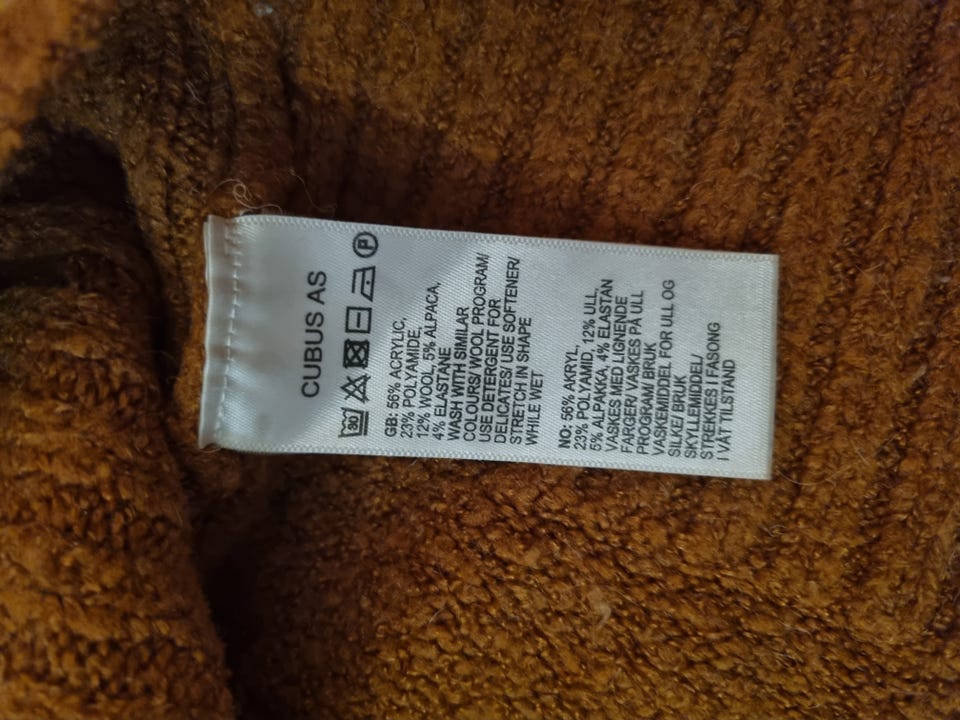 CUBUS AS
30 P
GB: 56% ACRYLIC,
23% POLYAMIDE,
12% WOOL, 5% ALPACA,
4% ELASTANE
WASH WITH SIMILAR
COLOURS/ WOOL PROGRAM/
USE DETERGENT FOR
DELICATES/ USE SOFTENER/
STRETCH IN SHAPE
WHILE WET
NO: 56% AKRYL,
23% POLYAMID, 12% ULL,
5% ALPAKKA, 4% ELASTAN
VASKES MED LIGNENDE
FARGER/ VASKES PÅ ULL
PROGRAM/ BRUK
VASKEMIDDEL FOR ULL OG
SILKE/ BRUK
SKYLLEMIDDEL/
STREKKES I FASONG
I VÅT TILSTAND